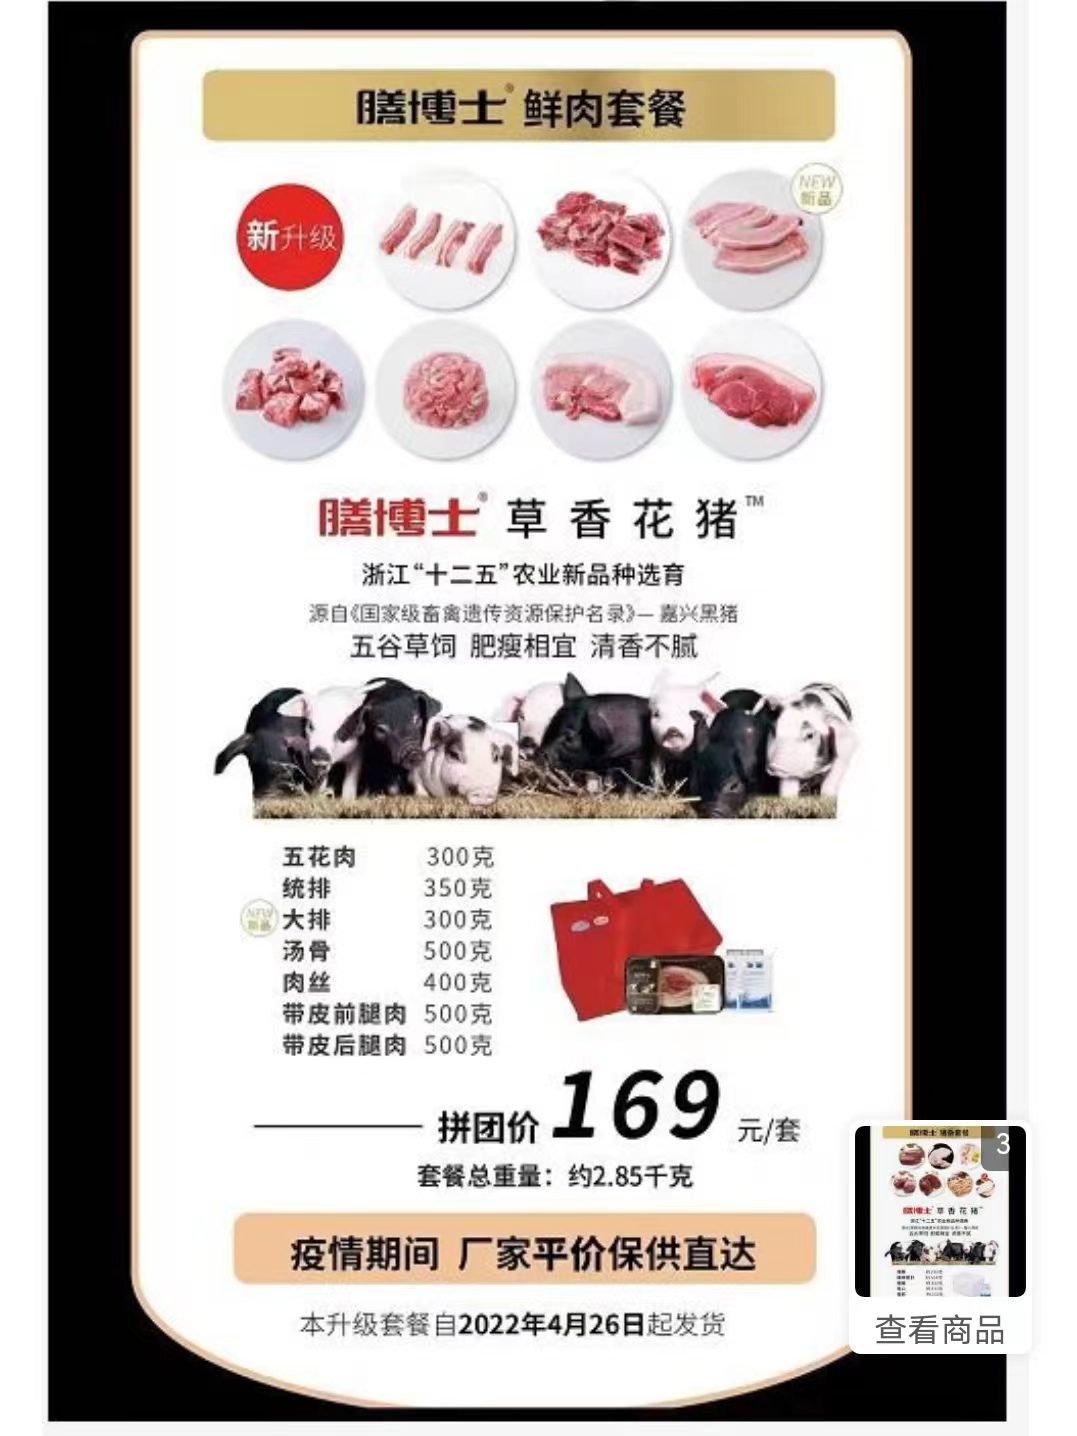 膳博士® 鲜肉套餐
新升级
NEW
新品
膳博士® 草香花猪™
浙江“十二五”农业新品种选育
源自《国家级畜禽遗传资源保护名录》— 嘉兴黑猪
五谷草饲 肥瘦相宜 清香不腻
五花肉 300克
统排 350克
NEW
新品
大排 300克
汤骨 500克
肉丝 400克
带皮前腿肉 500克
带皮后腿肉 500克
拼团价 169 元/套
套餐总重量：约2.85千克
疫情期间 厂家平价保供直达
本升级套餐自2022年4月26日起发货
3
膳博士 草香花猪
查看商品